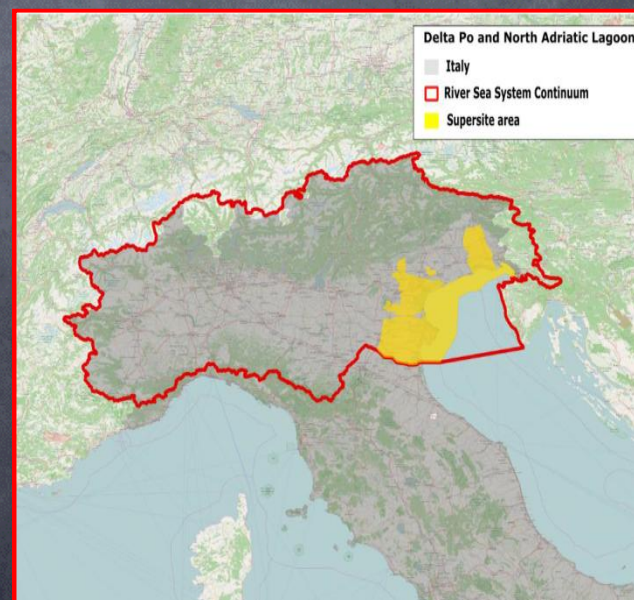 Delta Po and North Adriatic Lagoon
Italy
River Sea System Continuum
Supersite area